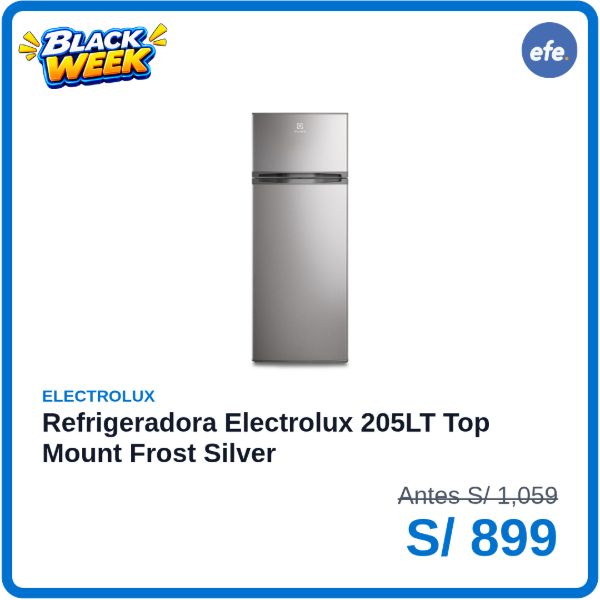 BLACK
WEEK
efe.
ELECTROLUX
Refrigeradora Electrolux 205LT Top
Mount Frost Silver
Antes S/ 1,059
S/ 899